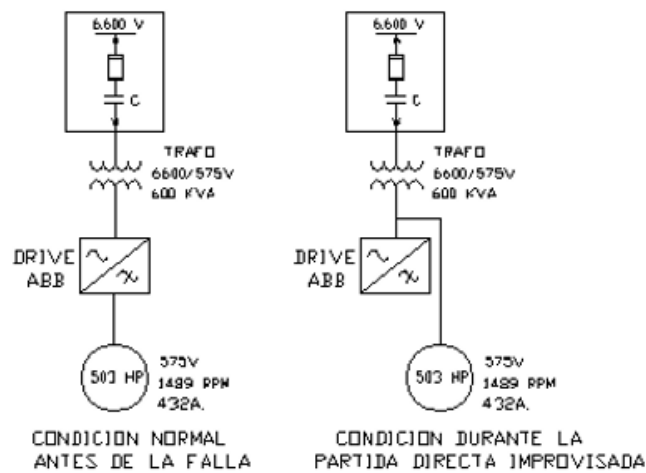 6.600 V
C
TRAFO
6600/575V
600 KVA
DRIVE
ABB
503 HP
575V
1489 RPM
432A.
CONDICION NORMAL
ANTES DE LA FALLA
6.600 V
C
TRAFO
6600/575V
600 KVA
DRIVE
ABB
503 HP
575V
1489 RPM
432A.
CONDICION DURANTE LA
PARTIDA DIRECTA IMPROVISADA